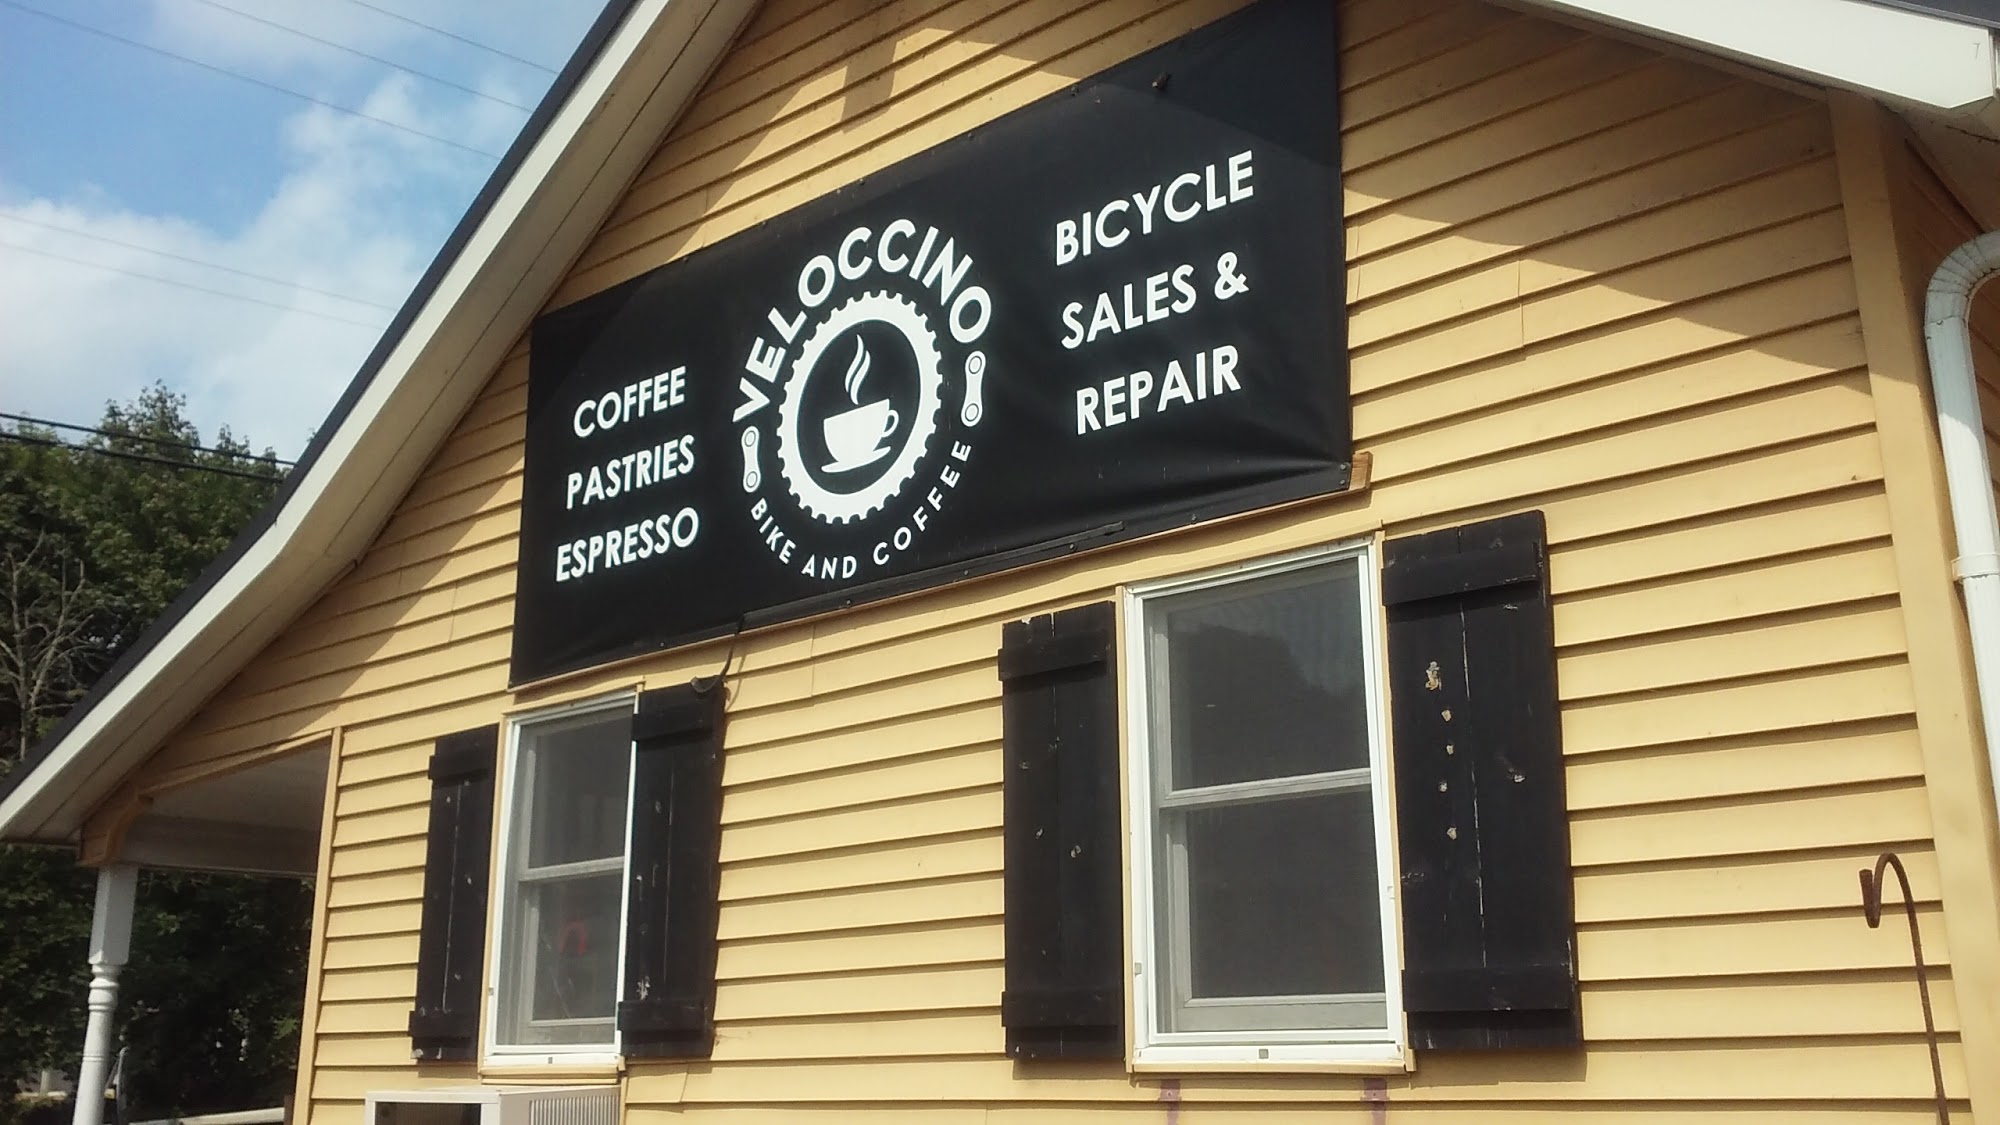 COFFEE
PASTRIES
ESPRESSO
VELOCCINO
BIKE AND COFFEE
BICYCLE
SALES &
REPAIR